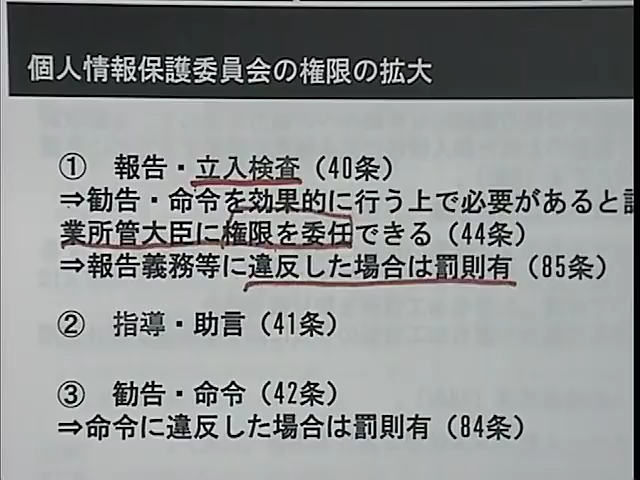 個人情報保護委員会の権限の拡大
① 報告・立入検査（40条）
⇒勧告・命令を効果的に行う上で必要があると
業所管大臣に権限を委任できる（44条）
⇒報告義務等に違反した場合は罰則有（85条）
② 指導・助言（41条）
③ 勧告・命令（42条）
⇒命令に違反した場合は罰則有（84条）